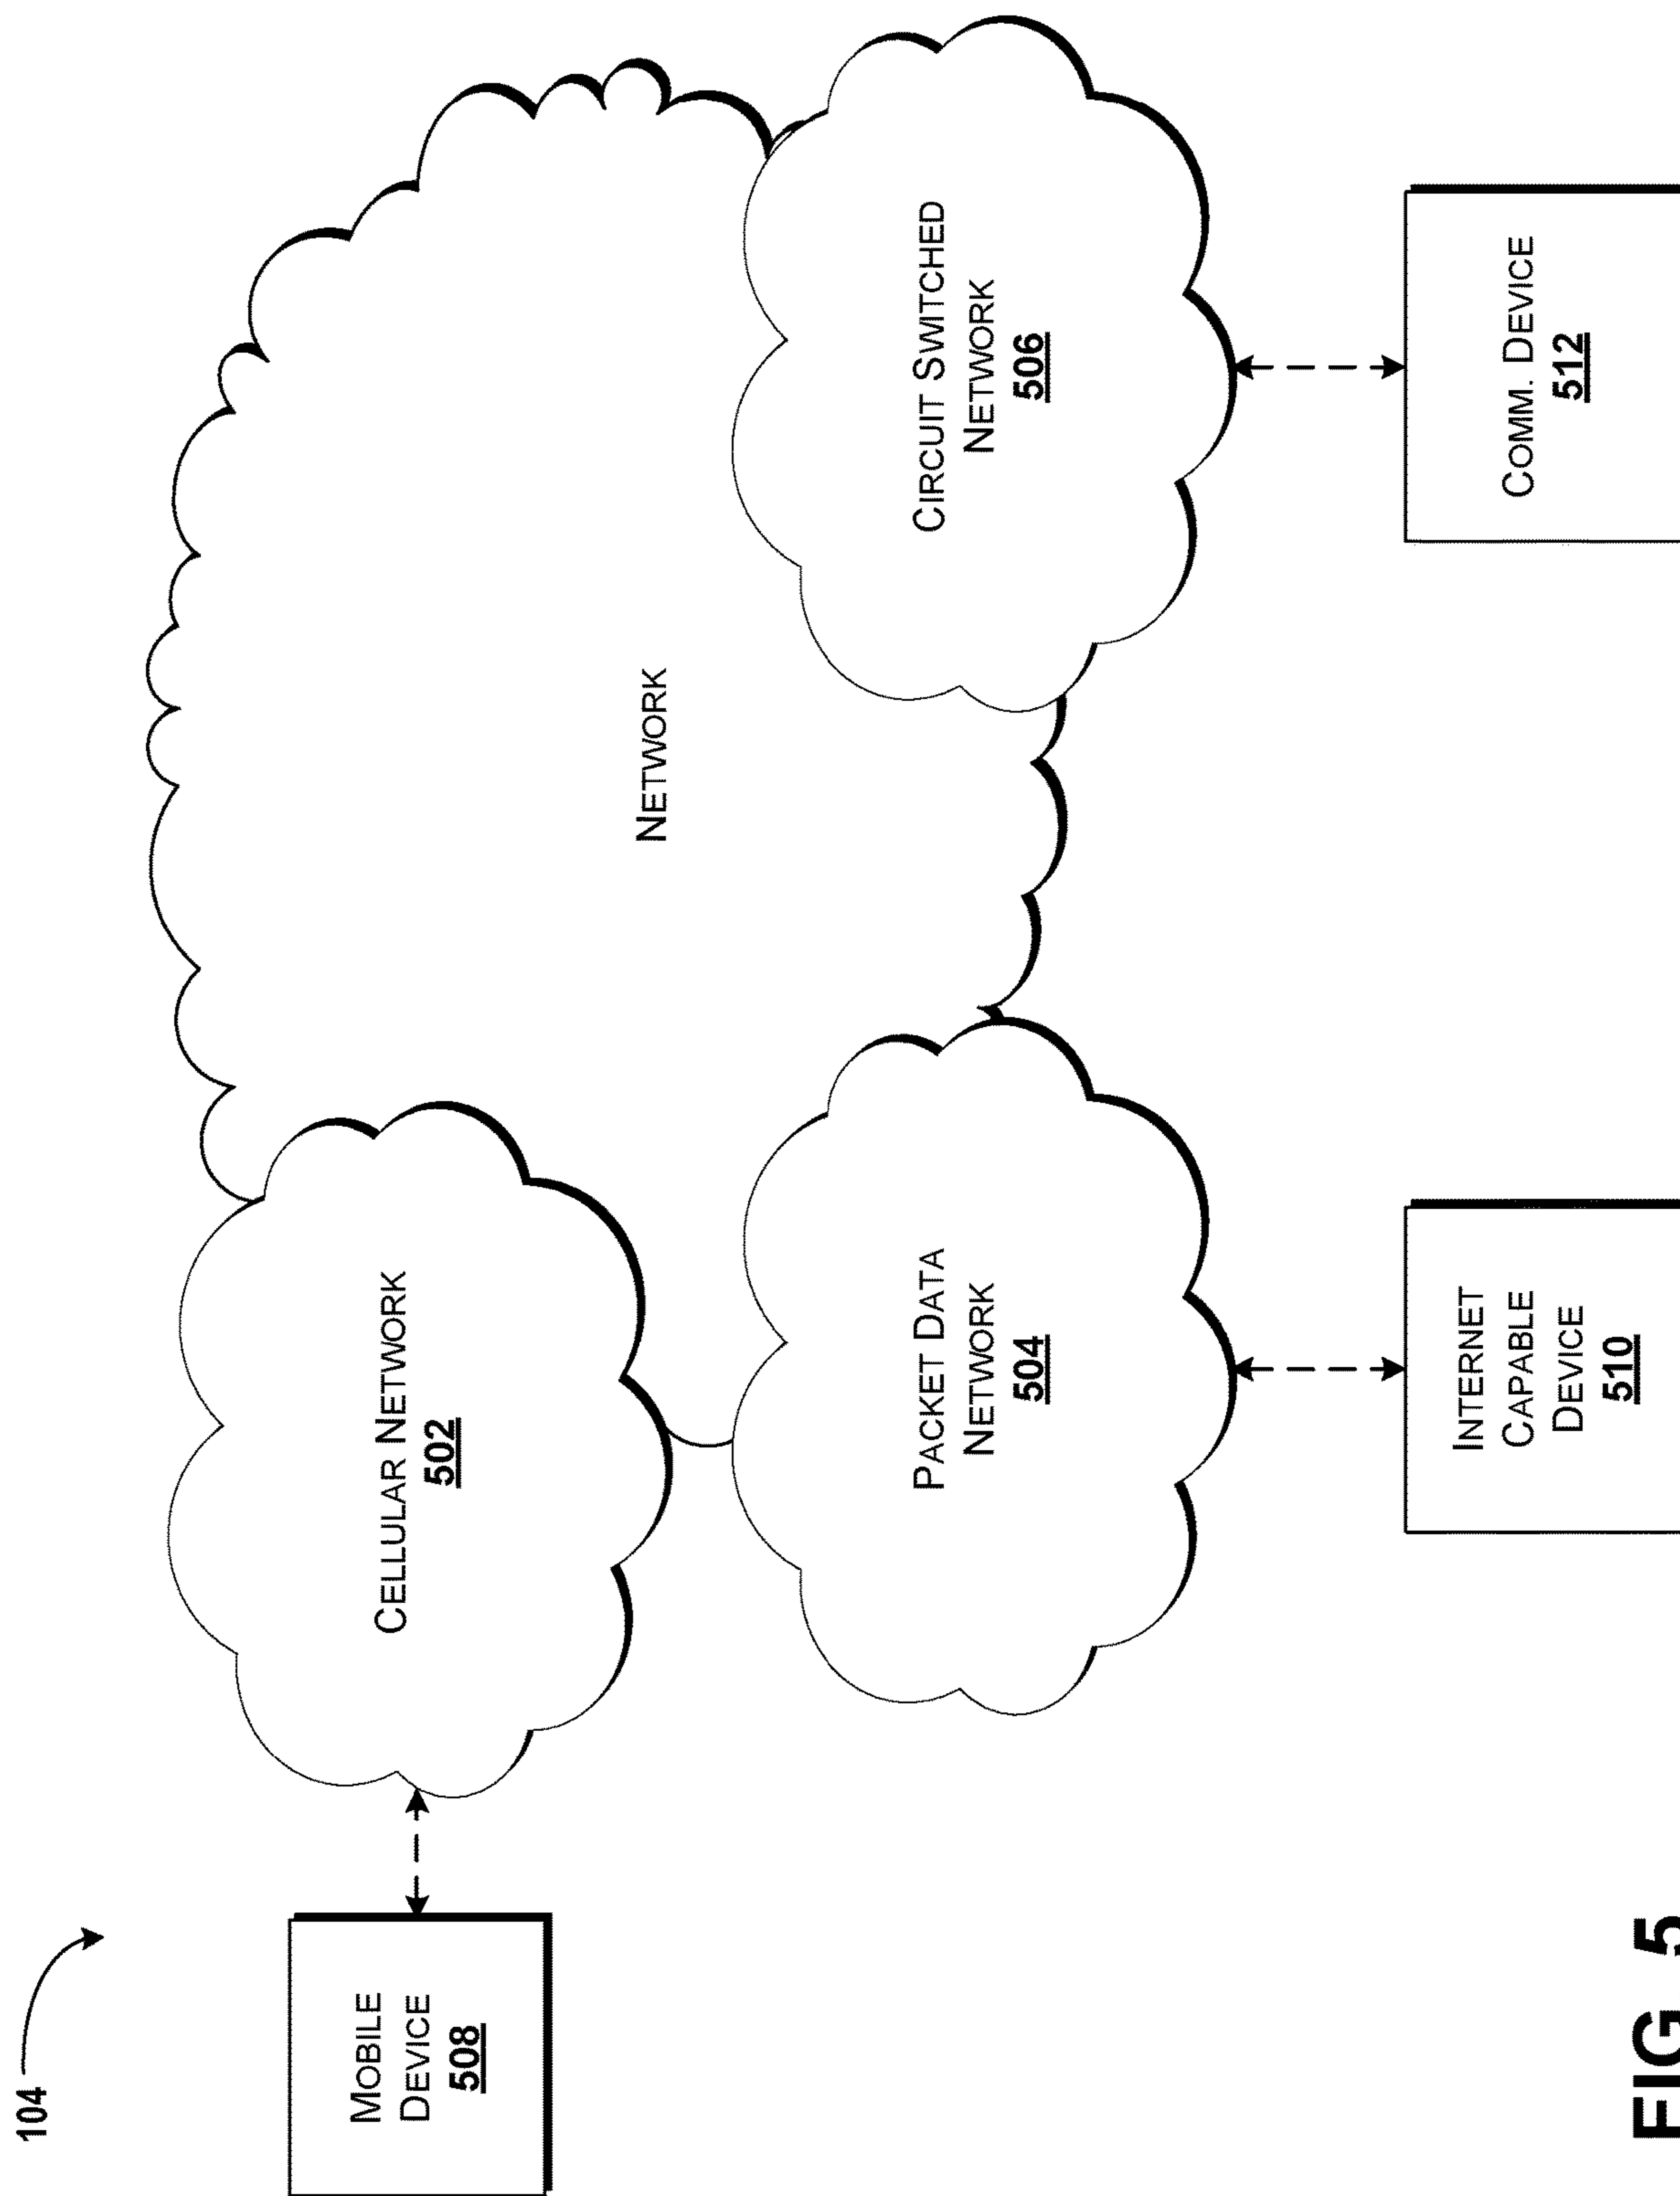 104
MOBILE
DEVICE
508
CELLULAR NETWORK
502
NETWORK
PACKET DATA
NETWORK
504
CIRCUIT SWITCHED
NETWORK
506
INTERNET
CAPABLE
DEVICE
510
COMM. DEVICE
512
FIG. 5